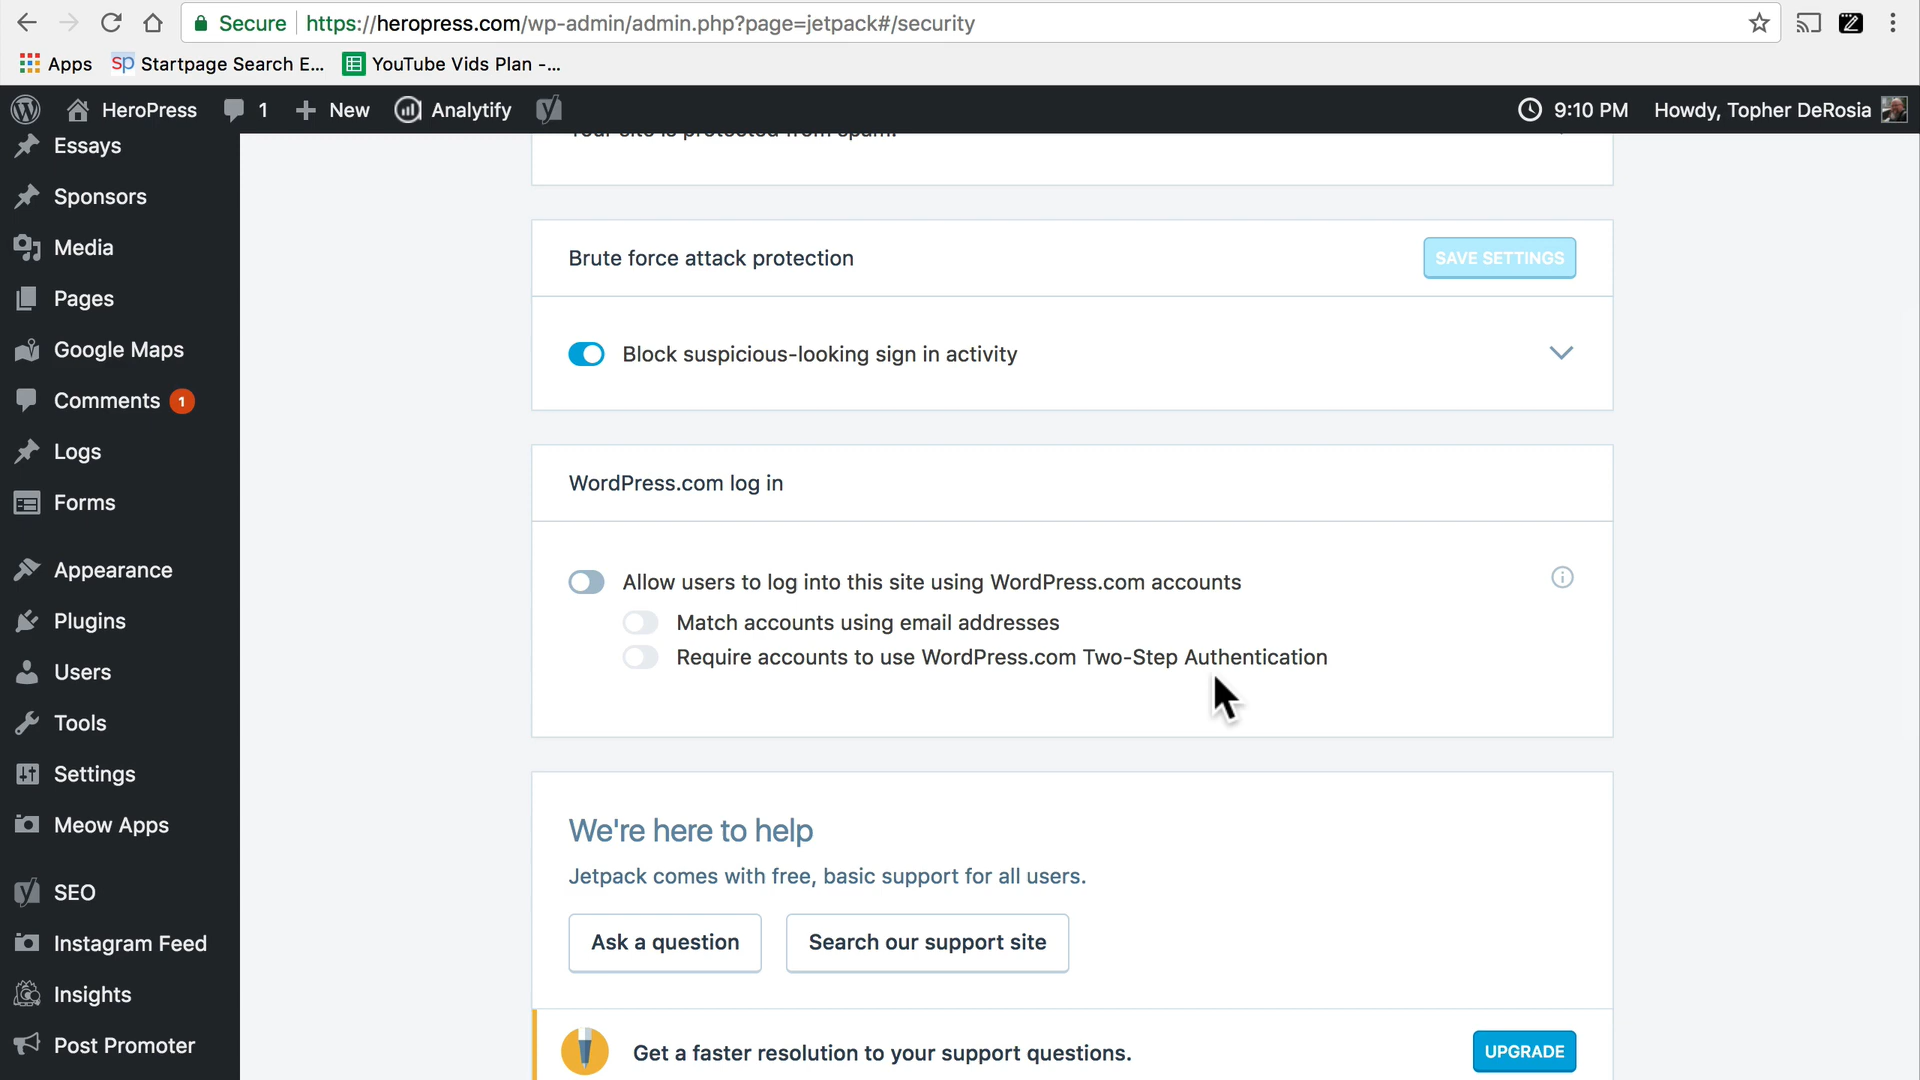 Secure https://heropress.com/wp-admin/admin.php?page=jetpack#/security
Apps Startpage Search E... YouTube Vids Plan -...
HeroPress 1 New Analytify 9:10 PM Howdy, Topher DeRosia
Essays
Sponsors
Media
Pages
Google Maps
Comments 1
Logs
Forms
Appearance
Plugins
Users
Tools
Settings
Meow Apps
SEO
Instagram Feed
Insights
Post Promoter
Your site is protected from spam.
Brute force attack protection SAVE SETTINGS
Block suspicious-looking sign in activity
WordPress.com log in
Allow users to log into this site using WordPress.com accounts
Match accounts using email addresses
Require accounts to use WordPress.com Two-Step Authentication
We're here to help
Jetpack comes with free, basic support for all users.
Ask a question Search our support site
Get a faster resolution to your support questions. UPGRADE